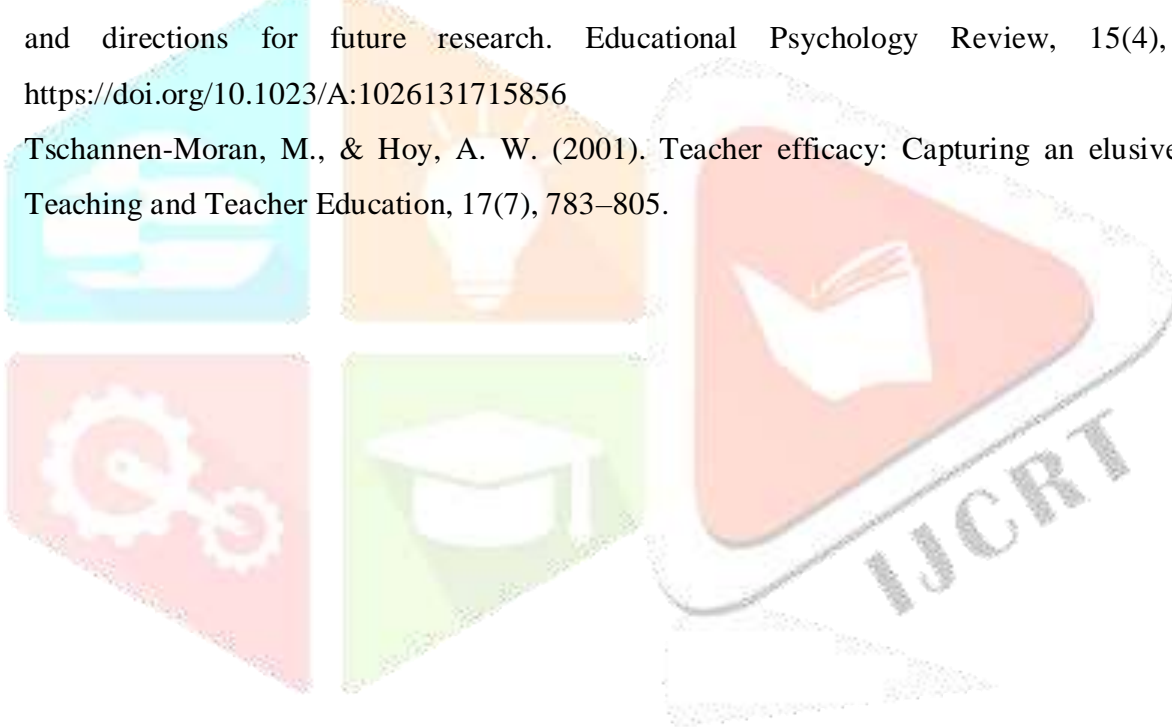 and directions for future research. Educational Psychology Review, 15(4),
https://doi.org/10.1023/A:1026131715856
Tschannen-Moran, M., & Hoy, A. W. (2001). Teacher efficacy: Capturing an elusive
Teaching and Teacher Education, 17(7), 783–805.
IJCRT